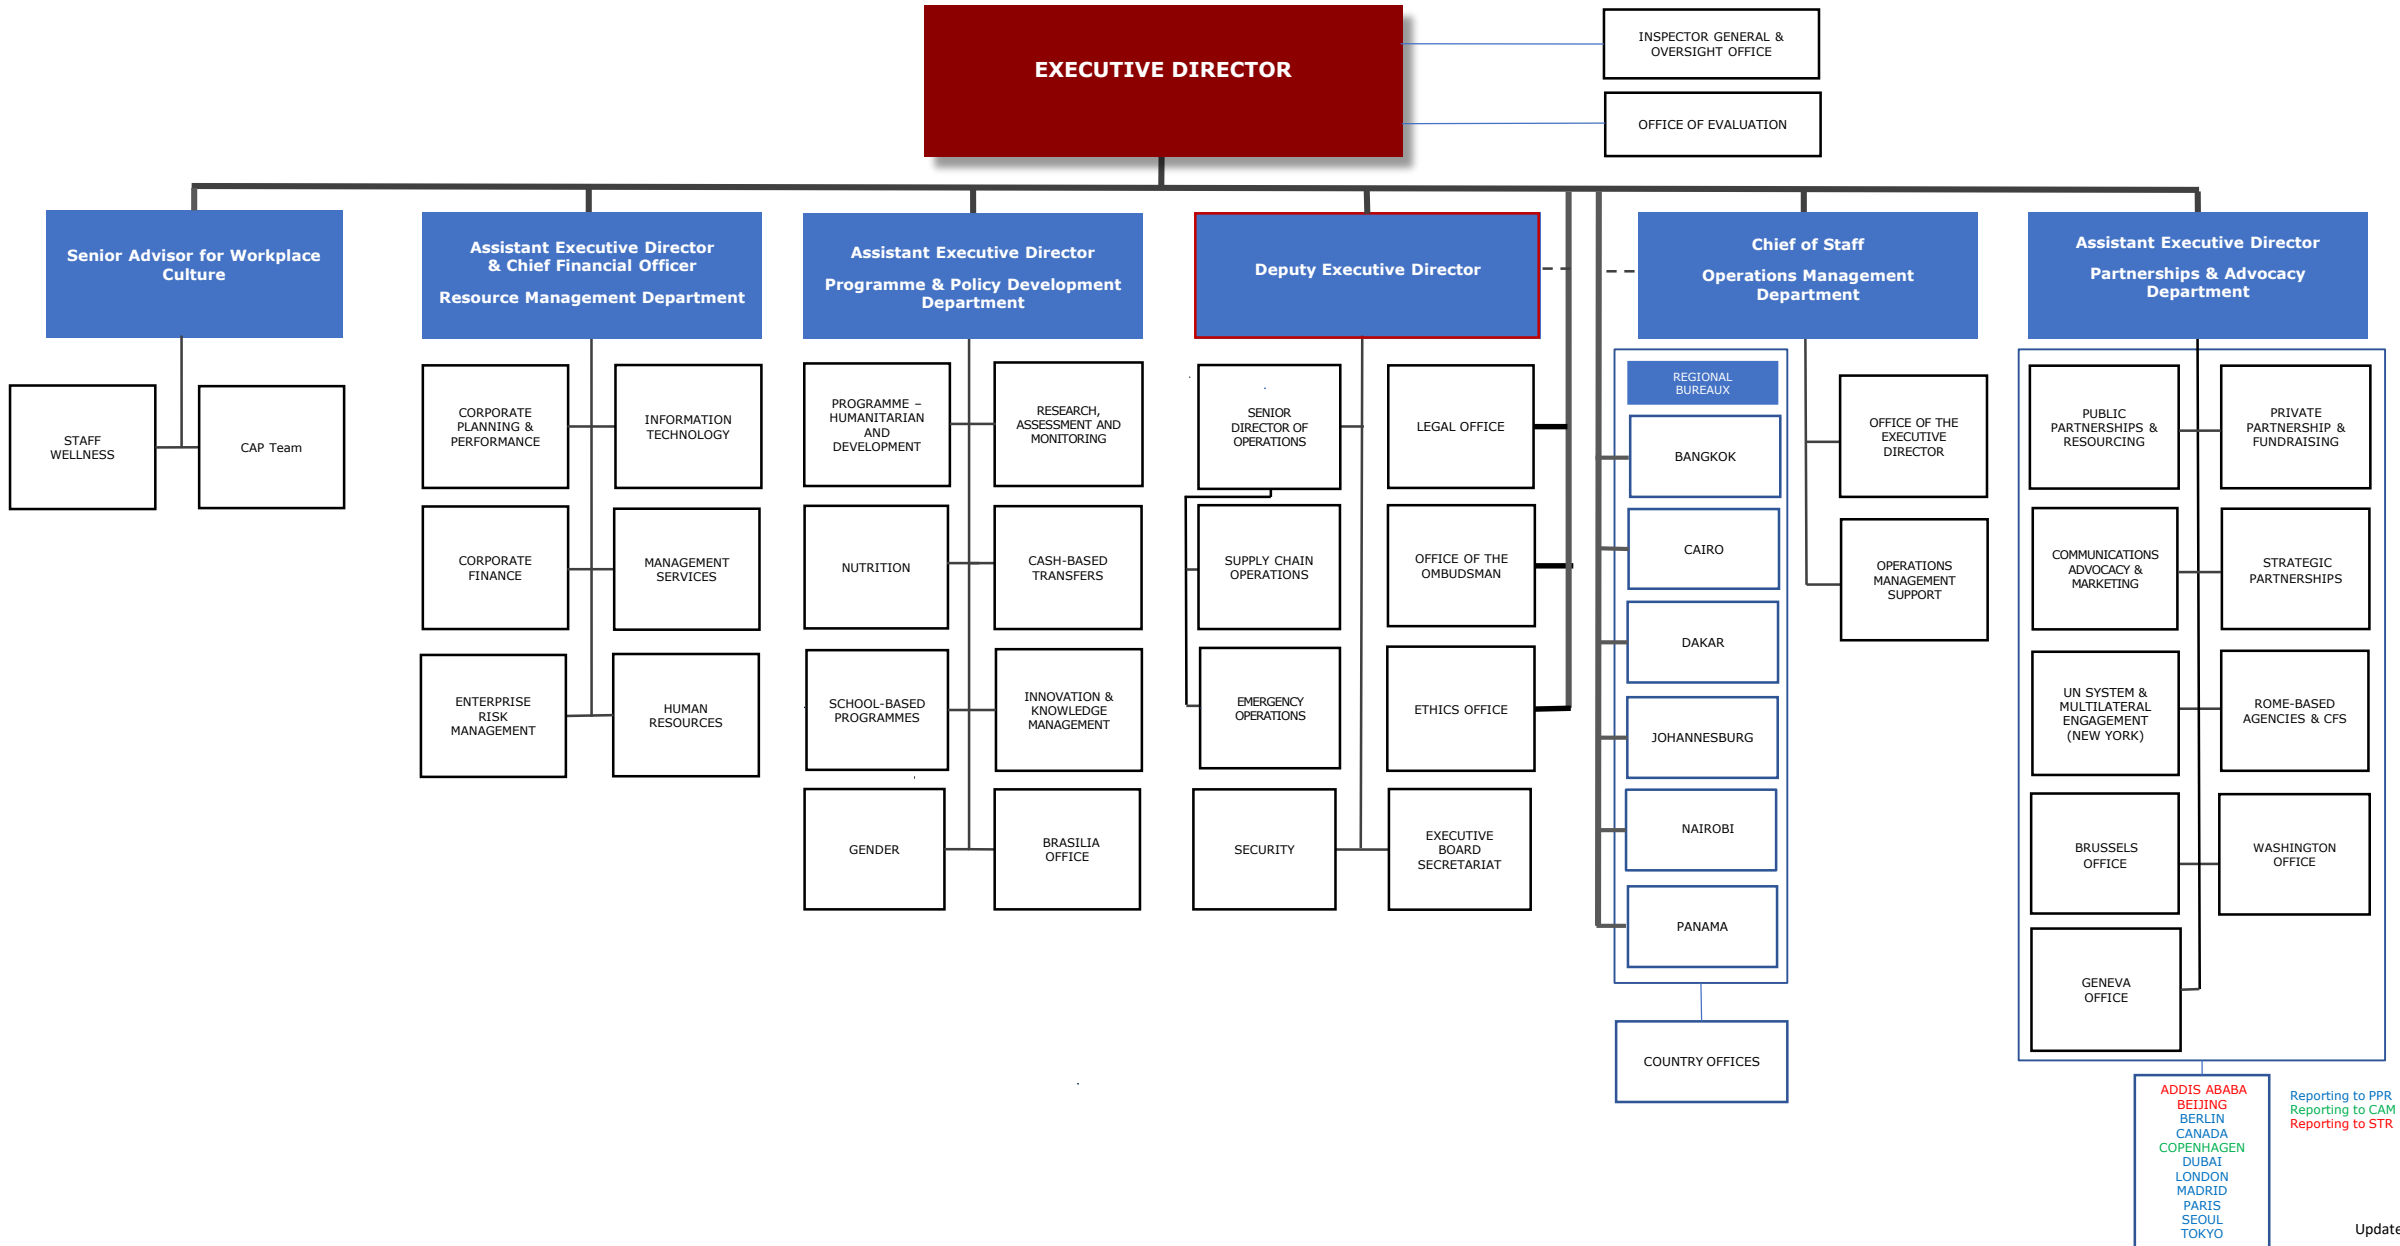 EXECUTIVE DIRECTOR
INSPECTOR GENERAL &
OVERSIGHT OFFICE
OFFICE OF EVALUATION
Senior Advisor for Workplace
Culture
Assistant Executive Director
& Chief Financial Officer
Resource Management Department
Assistant Executive Director
Programme & Policy Development
Department
Deputy Executive Director
Chief of Staff
Operations Management
Department
Assistant Executive Director
Partnerships & Advocacy
Department
STAFF
WELLNESS
CAP Team
CORPORATE
PLANNING &
PERFORMANCE
INFORMATION
TECHNOLOGY
CORPORATE
FINANCE
MANAGEMENT
SERVICES
ENTERPRISE
RISK
MANAGEMENT
HUMAN
RESOURCES
PROGRAMME –
HUMANITARIAN
AND
DEVELOPMENT
RESEARCH,
ASSESSMENT AND
MONITORING
NUTRITION
CASH-BASED
TRANSFERS
SCHOOL-BASED
PROGRAMMES
INNOVATION &
KNOWLEDGE
MANAGEMENT
GENDER
BRASILIA
OFFICE
SENIOR
DIRECTOR OF
OPERATIONS
LEGAL OFFICE
SUPPLY CHAIN
OPERATIONS
OFFICE OF THE
OMBUDSMAN
EMERGENCY
OPERATIONS
ETHICS OFFICE
SECURITY
EXECUTIVE
BOARD
SECRETARIAT
REGIONAL
BUREAUX
BANGKOK
CAIRO
DAKAR
JOHANNESBURG
NAIROBI
PANAMA
COUNTRY OFFICES
OFFICE OF THE
EXECUTIVE
DIRECTOR
OPERATIONS
MANAGEMENT
SUPPORT
PUBLIC
PARTNERSHIPS &
RESOURCING
PRIVATE
PARTNERSHIP &
FUNDRAISING
COMMUNICATIONS
ADVOCACY &
MARKETING
STRATEGIC
PARTNERSHIPS
UN SYSTEM &
MULTILATERAL
ENGAGEMENT
(NEW YORK)
ROME-BASED
AGENCIES & CFS
BRUSSELS
OFFICE
WASHINGTON
OFFICE
GENEVA
OFFICE
ADDIS ABABA
BEIJING
BERLIN
CANADA
COPENHAGEN
DUBAI
LONDON
MADRID
PARIS
SEOUL
TOKYO
Reporting to PPR
Reporting to CAM
Reporting to STR
Update